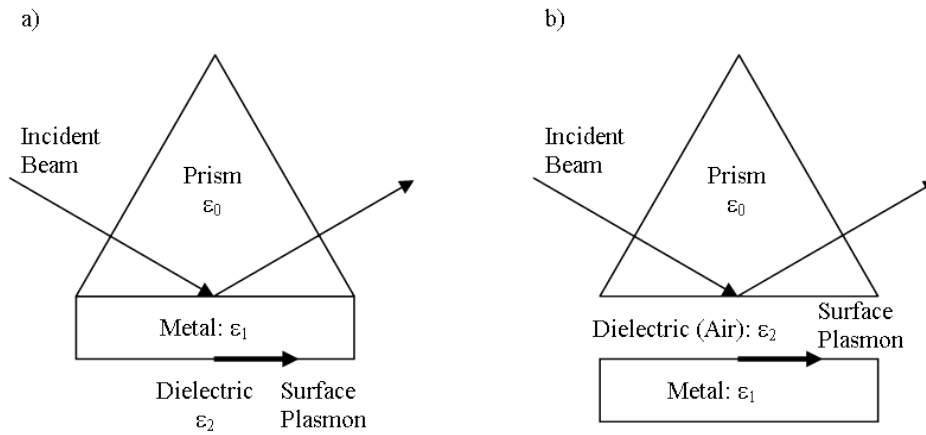 a)
Incident
Beam
Prism
ε₀
Metal: ε₁
Dielectric
ε₂
Surface
Plasmon
b)
Incident
Beam
Prism
ε₀
Dielectric (Air): ε₂
Surface
Plasmon
Metal: ε₁